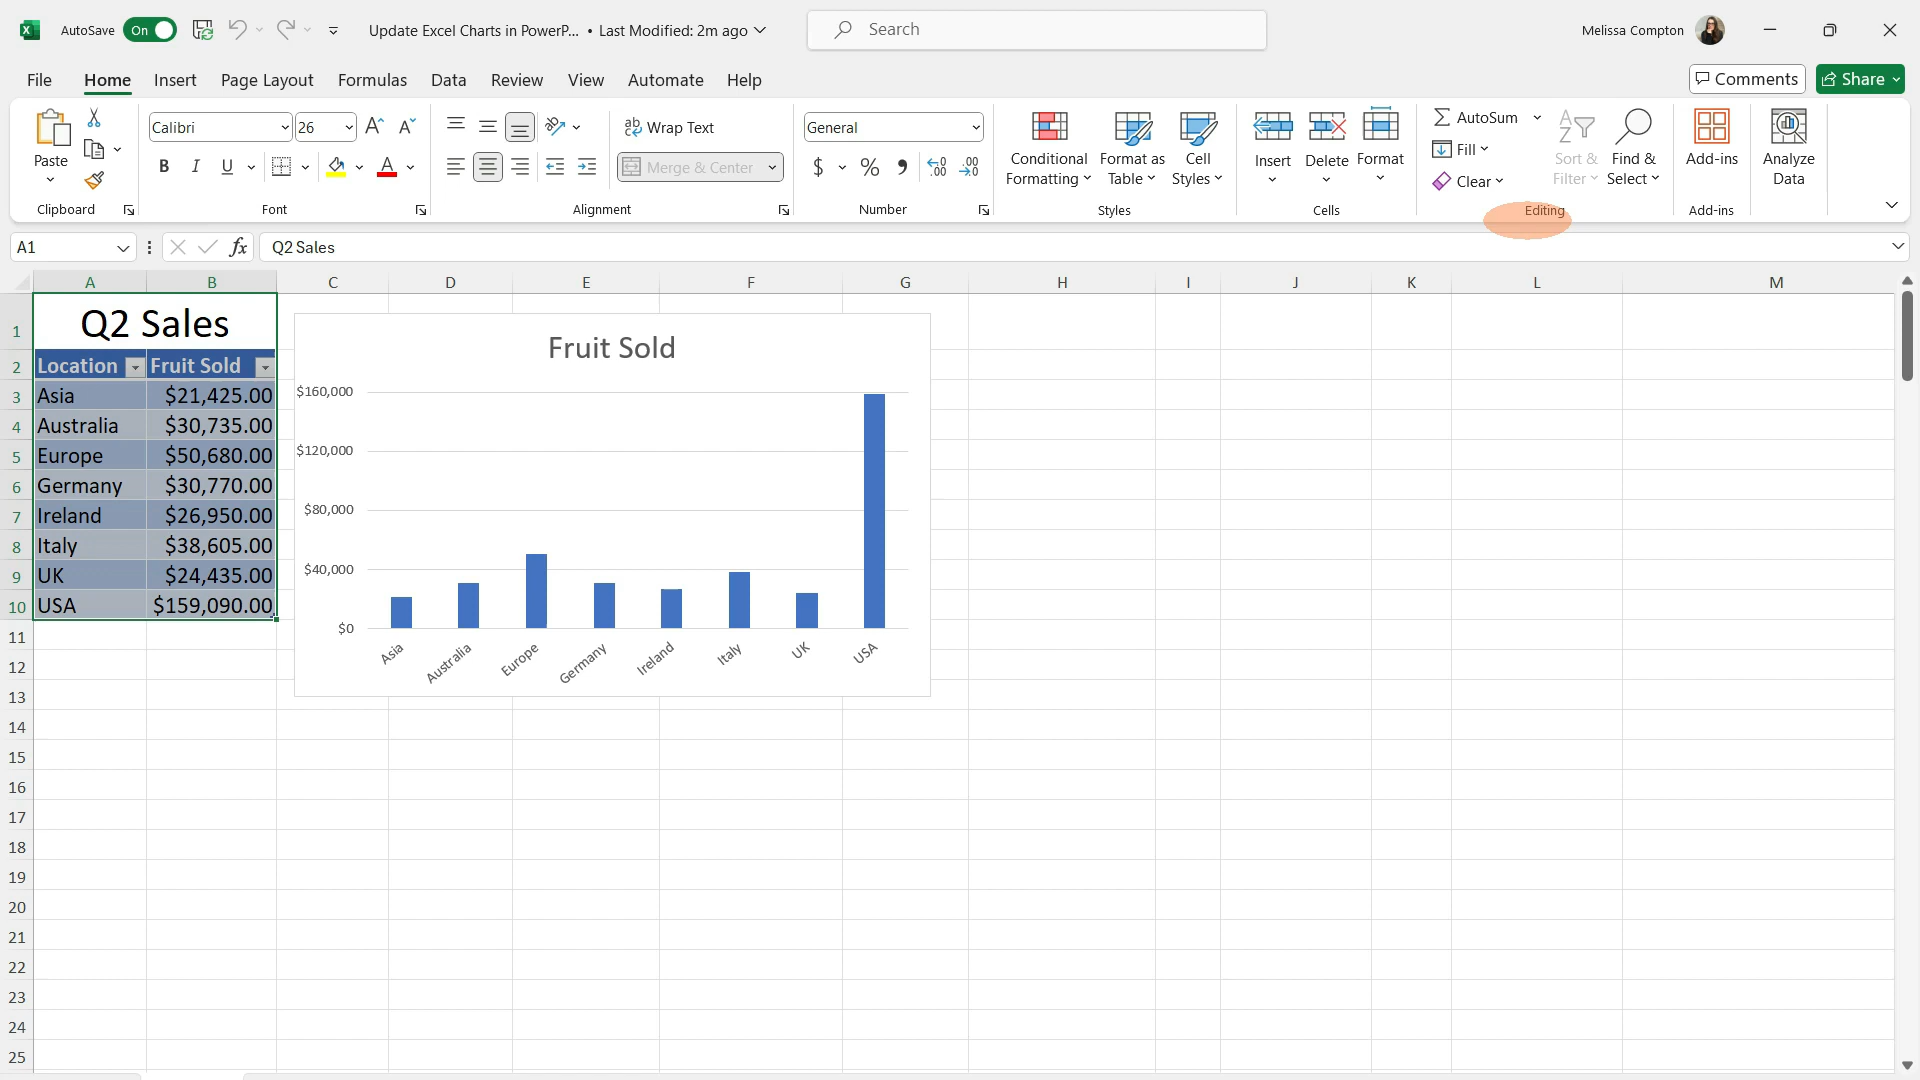 AutoSave On Update Excel Charts in PowerP... • Last Modified: 2m ago Search Melissa Compton
File Home Insert Page Layout Formulas Data Review View Automate Help Comments Share
Paste
Clipboard
Calibri 26
B I U A
Font
ab Wrap Text
Merge & Center
Alignment
General
$ % , .00
Number
Conditional Formatting
Format as Table
Cell Styles
Styles
Insert
Delete
Format
Cells
AutoSum
Fill
Clear
Sort & Filter
Find & Select
Editing
Add-ins
Add-ins
Analyze Data
A1 fx Q2 Sales
A B C D E F G H I J K L M
1 Q2 Sales
2 Location Fruit Sold
3 Asia $21,425.00
4 Australia $30,735.00
5 Europe $50,680.00
6 Germany $30,770.00
7 Ireland $26,950.00
8 Italy $38,605.00
9 UK $24,435.00
10 USA $159,090.00
11
12
13
14
15
16
17
18
19
20
21
22
23
24
25
Fruit Sold
$160,000
$120,000
$80,000
$40,000
$0
Asia Australia Europe Germany Ireland Italy UK USA